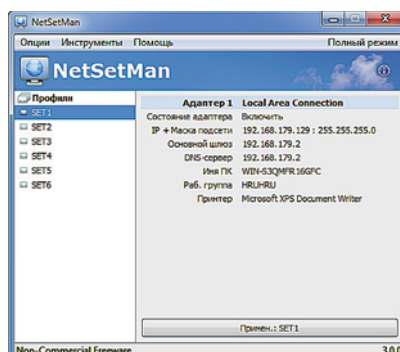 NetSetMan
Опции Инструменты Помощь Полный режим
NetSetMan
Профили
SET1
SET2
SET3
SET4
SET5
SET6
Адаптер 1 Local Area Connection
Состояние адаптера Включить
IP + Маска подсети 192.168.179.129 : 255.255.255.0
Основной шлюз 192.168.179.2
DNS-сервер 192.168.179.2
Имя ПК WIN-S3QMFR16GFC
Раб. группа HRUHRU
Принтер Microsoft XPS Document Writer
Примен.: SET1
Non-Commercial Freeware 3.0.0